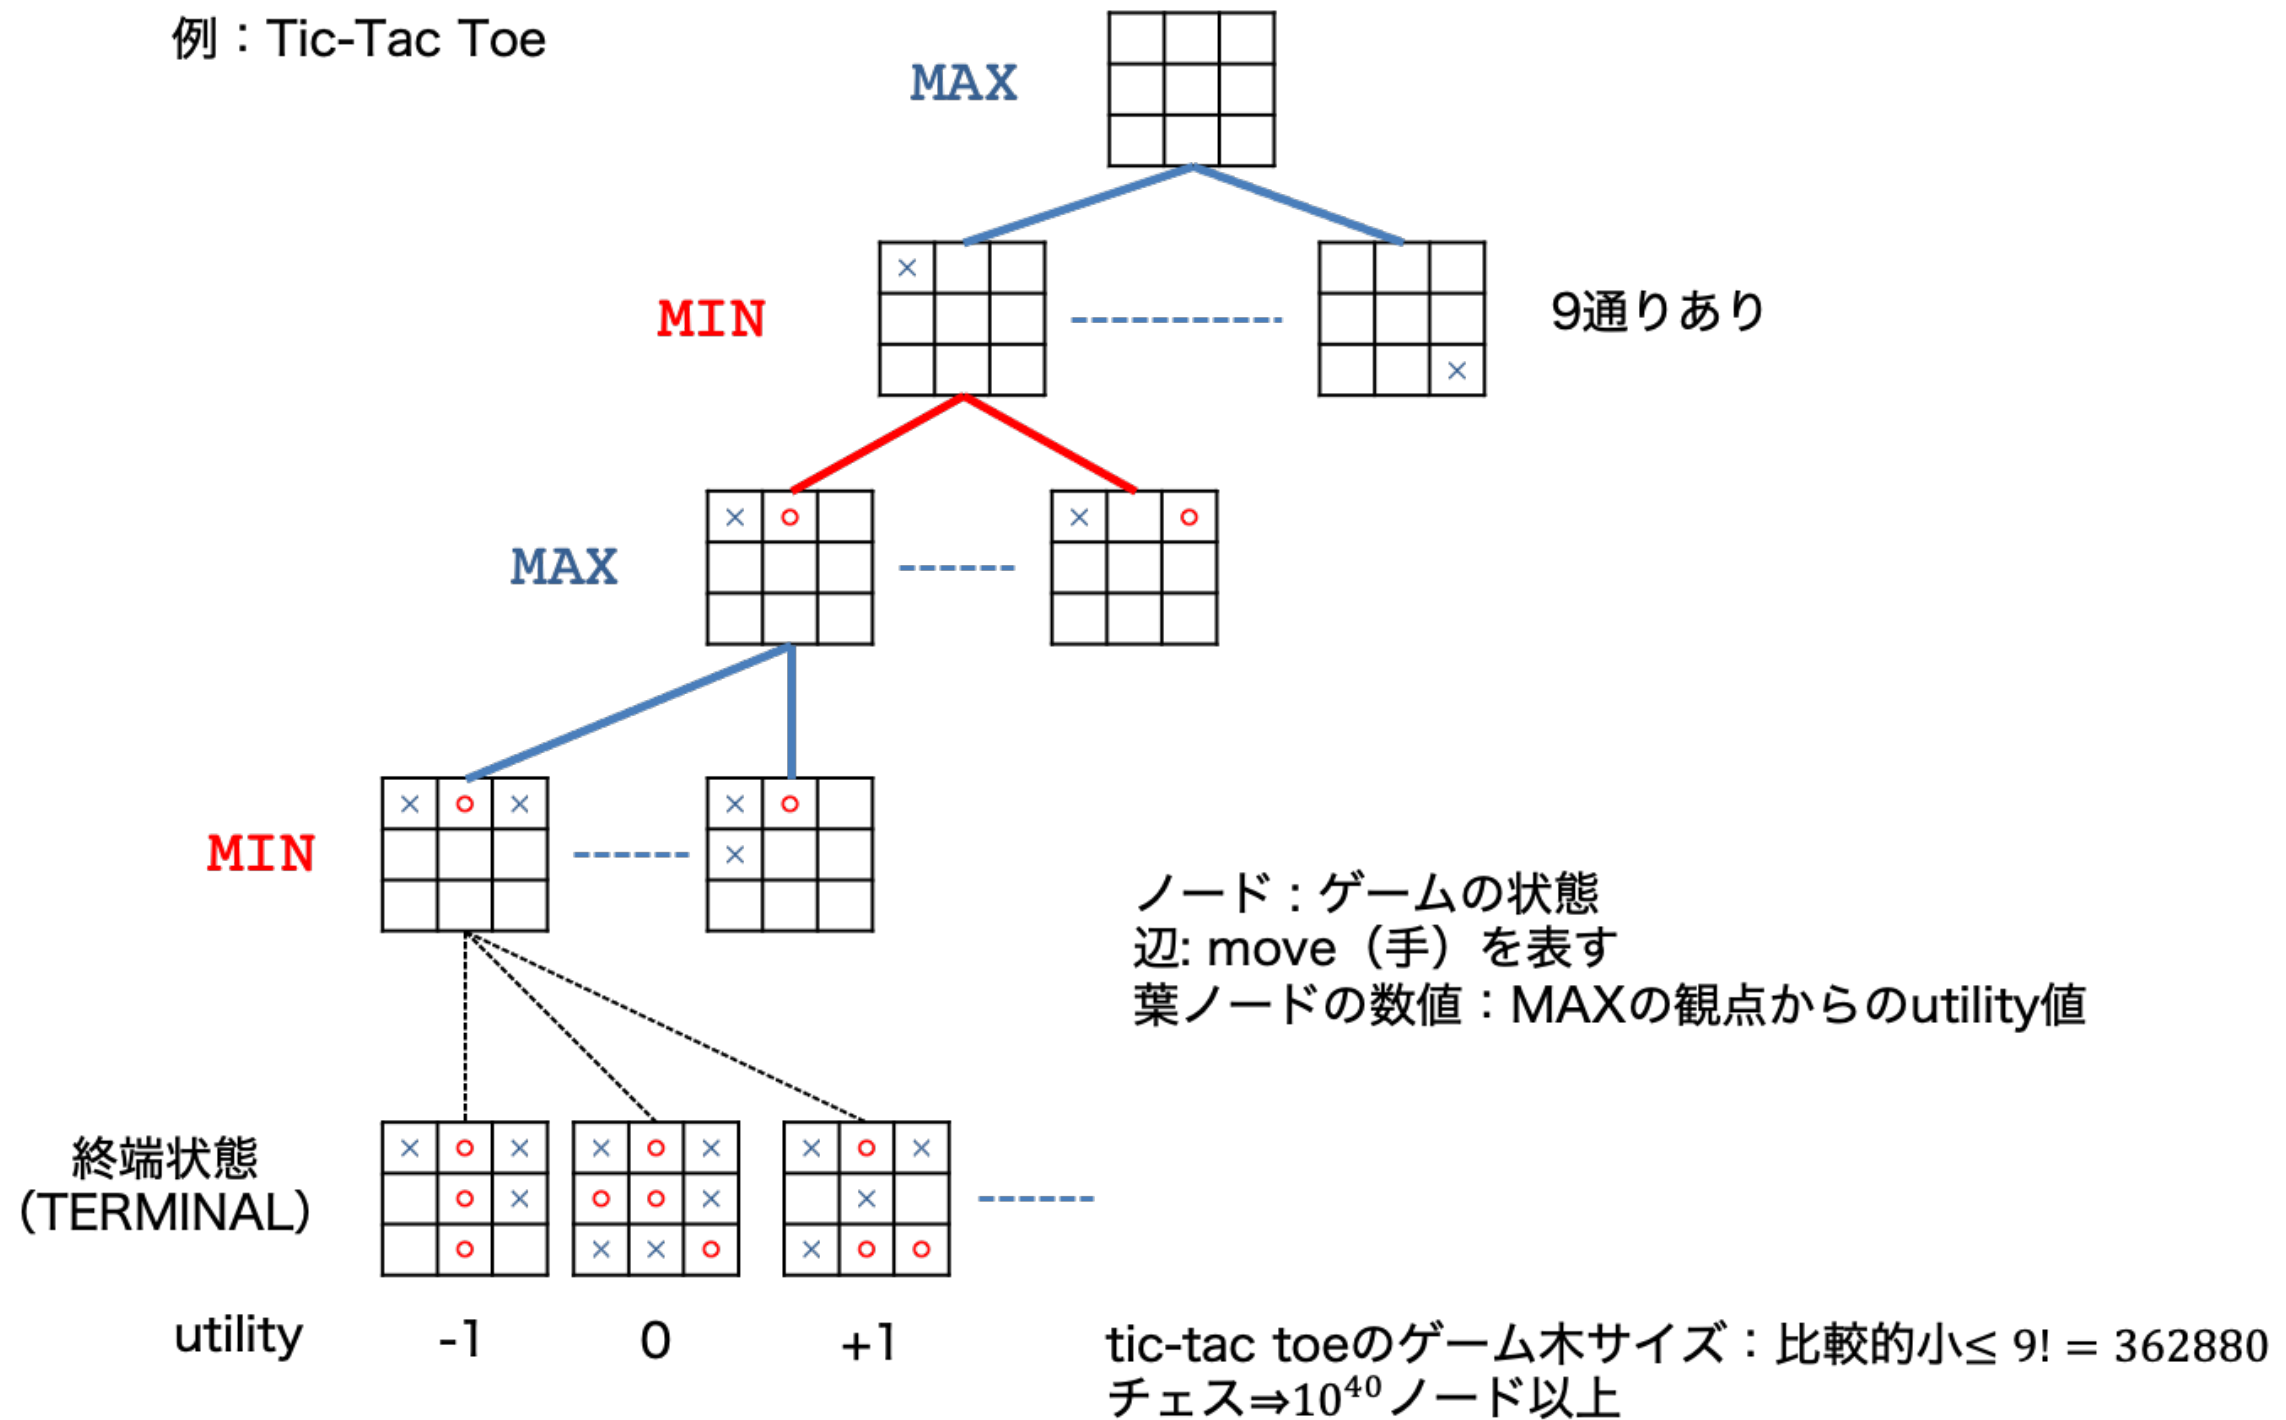 例：Tic-Tac Toe
MAX
×
×
MIN
9通りあり
× ○
× ○
MAX
× ○ ×
× ○
×
MIN
ノード：ゲームの状態
辺: move（手）を表す
葉ノードの数値：MAXの観点からのutility値
終端状態
（TERMINAL）
× ○ ×
○ ×
○
× ○ ×
○ ○ ×
× × ○
× ○ ×
×
× ○ ○
utility
-1
0
+1
tic-tac toeのゲーム木サイズ：比較的小≤ 9! = 362880
チェス⇒10⁴⁰ノード以上